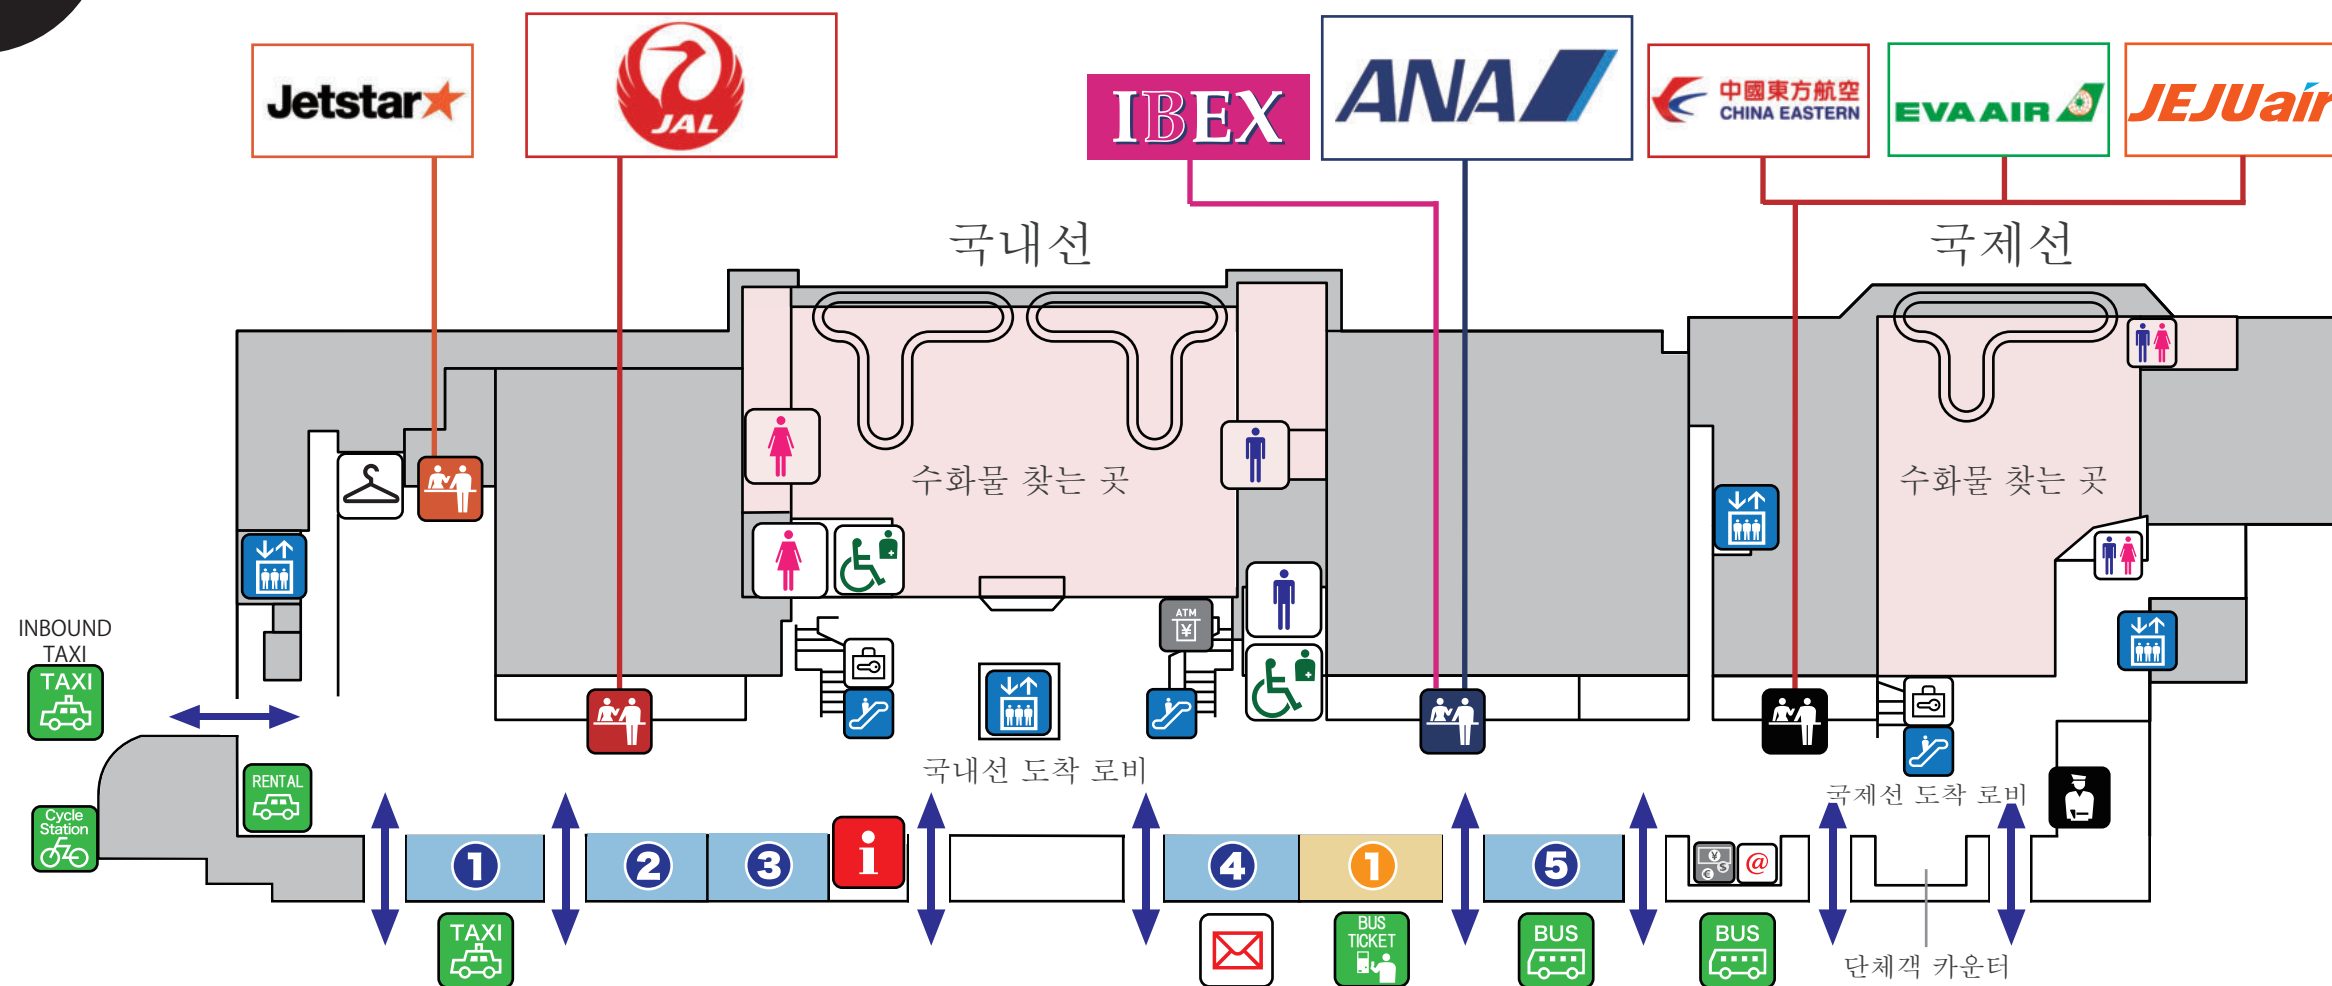 Jetstar
JAL
IBEX
ANA
中國東方航空
CHINA EASTERN
EVA AIR
JEJUair
국내선
국제선
수화물 찾는 곳
수화물 찾는 곳
ATM
¥
INBOUND
TAXI
TAXI
국내선 도착 로비
국제선 도착 로비
RENTAL
Cycle
Station
1
2
3
i
4
1
5
¥
$
€
@
TAXI
BUS
TICKET
BUS
BUS
단체객 카운터